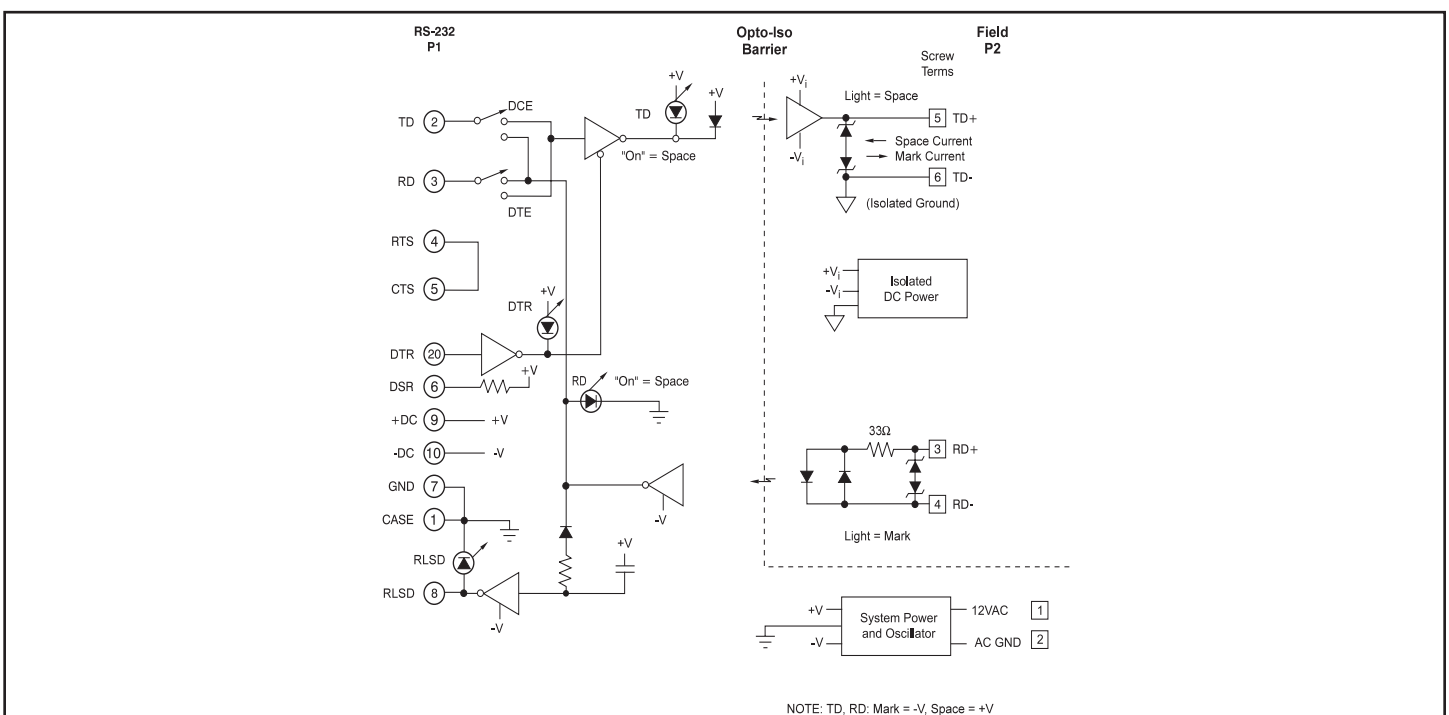 RS-232
P1
Opto-Iso
Barrier
Field
P2
Screw
Terms
TD 2
DCE
TD
+V
+V
"On" = Space
+Vi
-Vi
Light = Space
5 TD+
Space Current
Mark Current
6 TD-
(Isolated Ground)
RD 3
DTE
RTS 4
CTS 5
+Vi
-Vi
Isolated
DC Power
DTR
+V
DTR 20
DSR 6
+V
RD "On" = Space
+DC 9 +V
-DC 10 -V
33Ω
3 RD+
4 RD-
Light = Mark
GND 7
-V
CASE 1
RLSD
+V
RLSD 8
-V
+V
-V
System Power
and Oscillator
12VAC 1
AC GND 2
NOTE: TD, RD: Mark = -V, Space = +V